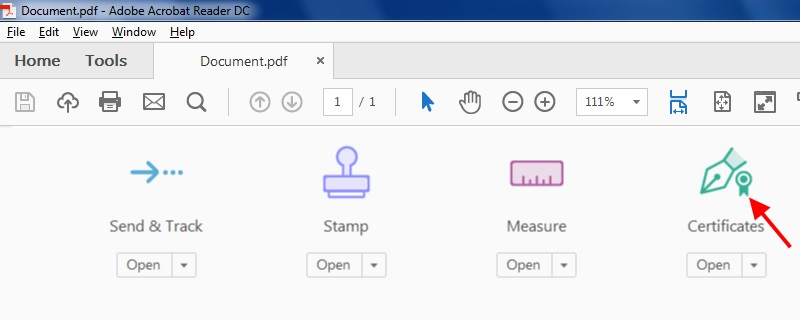 Document.pdf - Adobe Acrobat Reader DC
File Edit View Window Help
Home Tools Document.pdf ×
1 / 1 111%
Send & Track Stamp Measure Certificates
Open Open Open Open